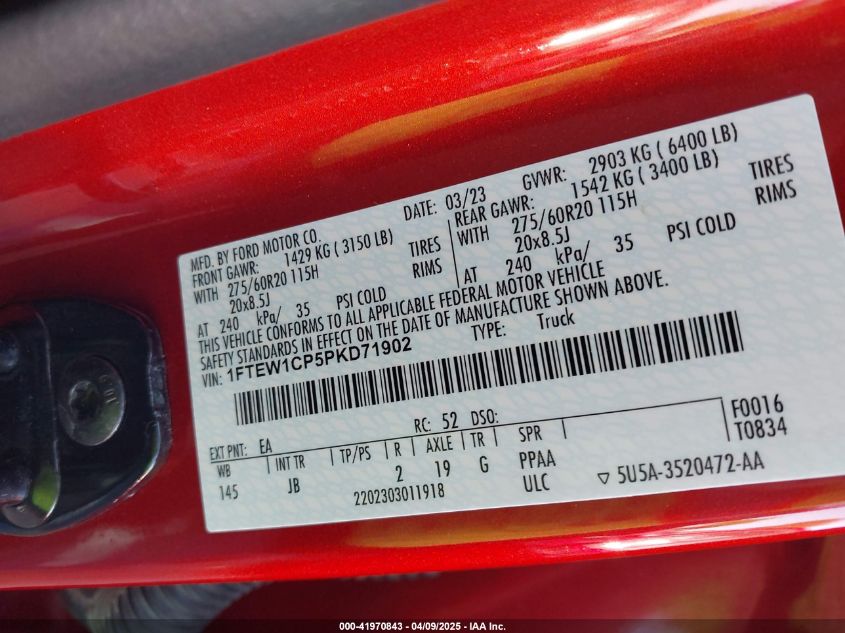 MFD. BY FORD MOTOR CO.
DATE: 03/23
GVWR: 2903 KG ( 6400 LB)
FRONT GAWR: 1429 KG ( 3150 LB)
REAR GAWR: 1542 KG ( 3400 LB)
WITH 275/60R20 115H TIRES
WITH 275/60R20 115H TIRES
20x8.5J RIMS
20x8.5J RIMS
AT 240 kPa/ 35 PSI COLD
AT 240 kPa/ 35 PSI COLD
THIS VEHICLE CONFORMS TO ALL APPLICABLE FEDERAL MOTOR VEHICLE
SAFETY STANDARDS IN EFFECT ON THE DATE OF MANUFACTURE SHOWN ABOVE.
VIN: 1FTEW1CP5PKD71902
TYPE: Truck
EXT PNT: EA RC: 52 DSO: F0016
WB INT TR TP/PS R AXLE TR SPR T0834
145 JB 2 19 G PPAA
2202303011918 ULC ▽ 5U5A-3520472-AA
000-41970843 / 04/09/2025 - IAA Inc.